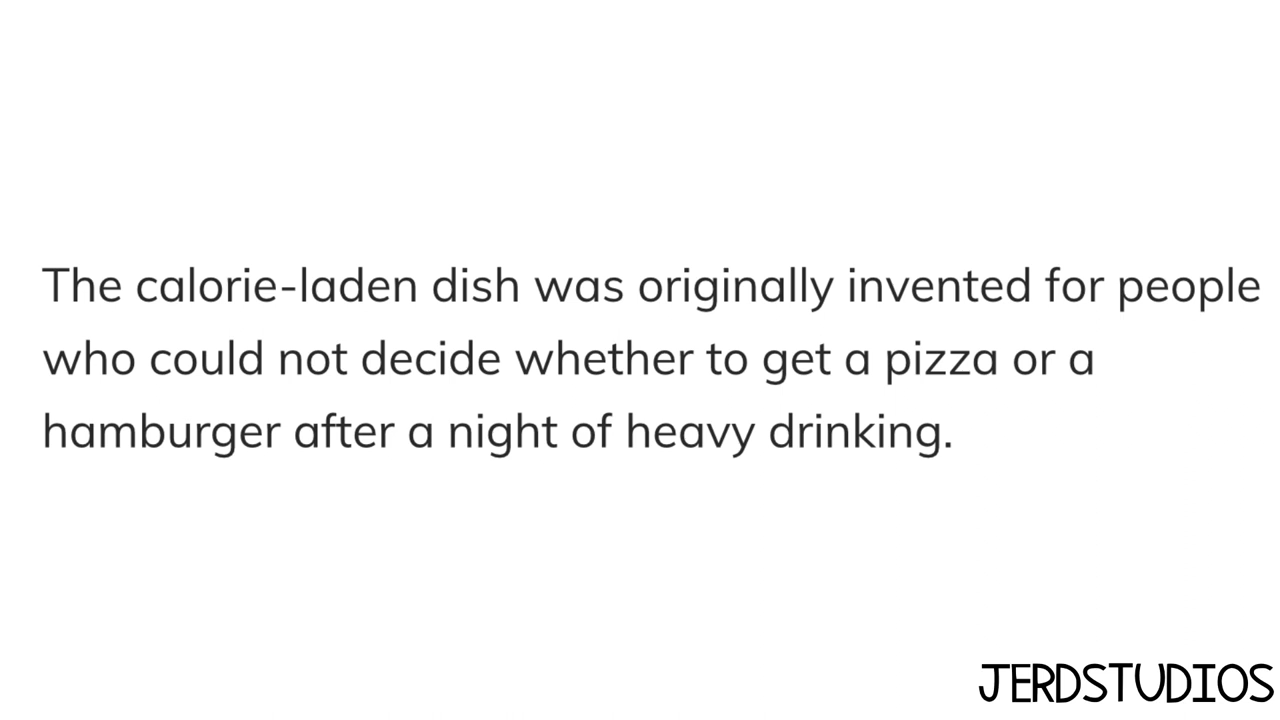 The calorie-laden dish was originally invented for people
who could not decide whether to get a pizza or a
hamburger after a night of heavy drinking.
JERDSTUDIOS